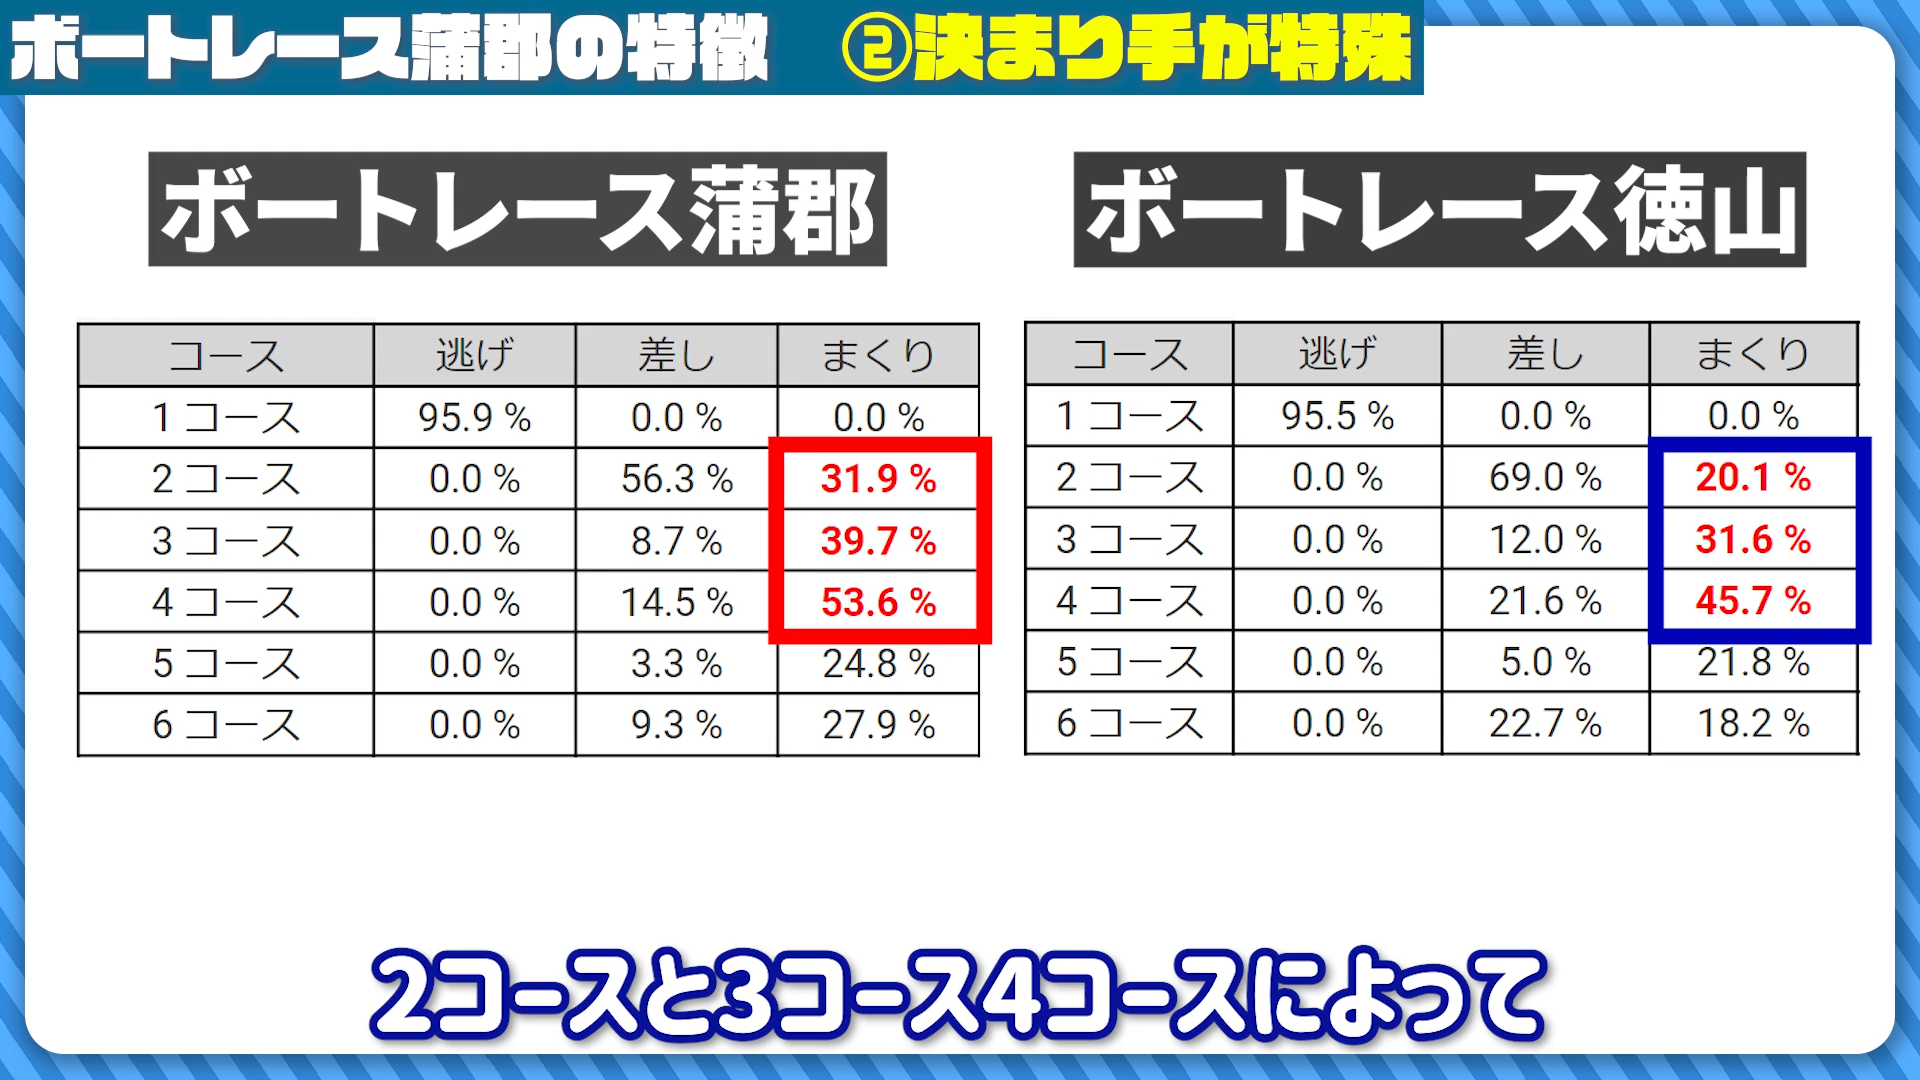 ボートレース蒲郡の特徴　②決まり手が特殊
ボートレース蒲郡
コース 逃げ 差し まくり
1 コース 95.9 % 0.0 % 0.0 %
2 コース 0.0 % 56.3 % 31.9 %
3 コース 0.0 % 8.7 % 39.7 %
4 コース 0.0 % 14.5 % 53.6 %
5 コース 0.0 % 3.3 % 24.8 %
6 コース 0.0 % 9.3 % 27.9 %
ボートレース徳山
コース 逃げ 差し まくり
1 コース 95.5 % 0.0 % 0.0 %
2 コース 0.0 % 69.0 % 20.1 %
3 コース 0.0 % 12.0 % 31.6 %
4 コース 0.0 % 21.6 % 45.7 %
5 コース 0.0 % 5.0 % 21.8 %
6 コース 0.0 % 22.7 % 18.2 %
2コースと3コース4コースによって